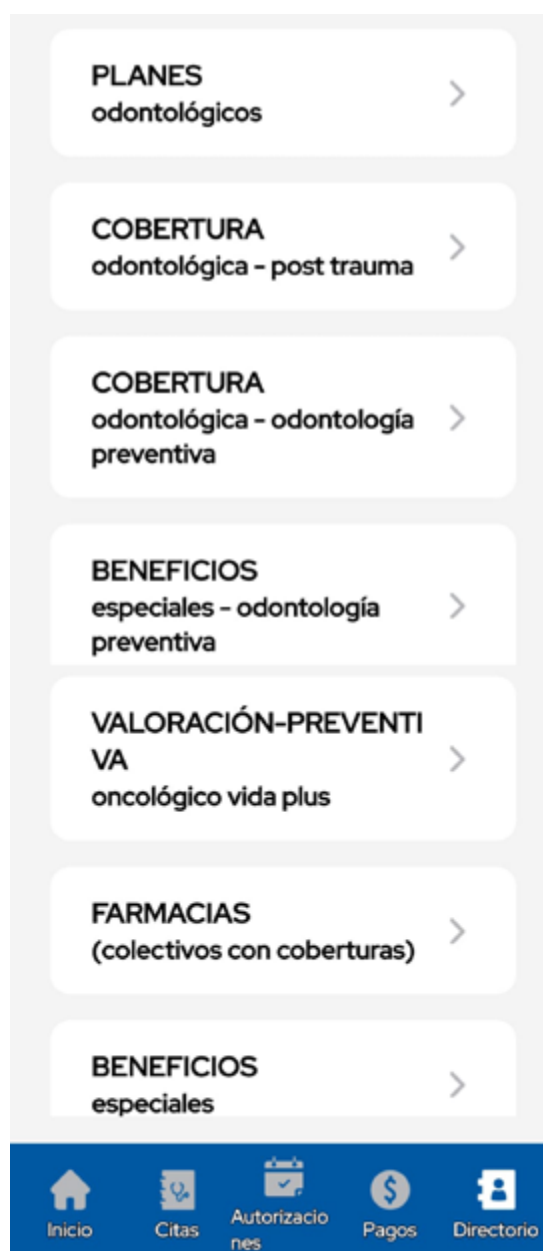 PLANES
odontológicos
COBERTURA
odontológica - post trauma
COBERTURA
odontológica - odontología
preventiva
BENEFICIOS
especiales - odontología
preventiva
VALORACIÓN-PREVENTI
VA
oncológico vida plus
FARMACIAS
(colectivos con coberturas)
BENEFICIOS
especiales
Inicio
Citas
Autorizacio
nes
Pagos
Directorio